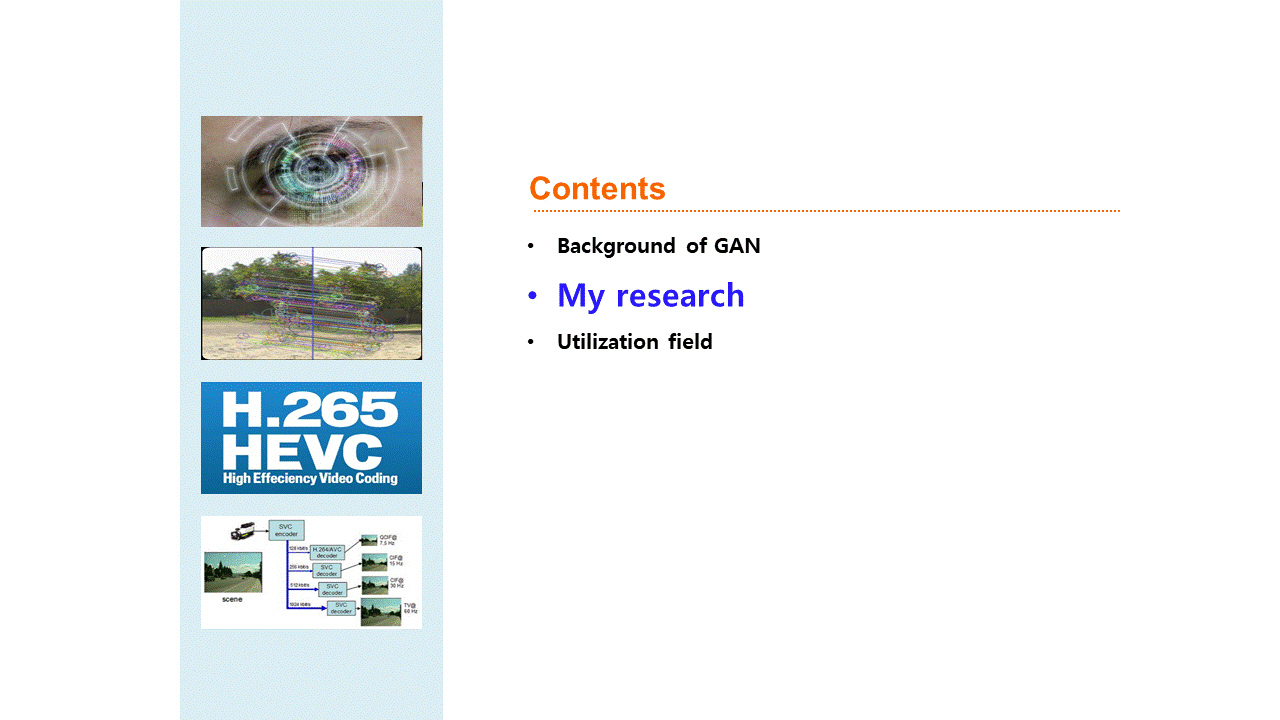 H.265
HEVC
High Effeciency Video Coding
SVC
encoder
128 kbit/s
H.264/AVC
decoder
QCIF@
7.5 Hz
256 kbit/s
SVC
decoder
CIF@
15 Hz
512 kbit/s
SVC
decoder
CIF@
30 Hz
1024 kbit/s
SVC
decoder
TV@
60 Hz
scene
Contents
• Background of GAN
• My research
• Utilization field